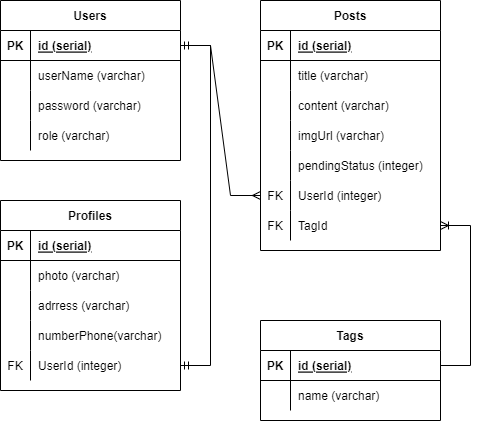 Users
PK id (serial)
userName (varchar)
password (varchar)
role (varchar)
Profiles
PK id (serial)
photo (varchar)
adrress (varchar)
numberPhone(varchar)
FK UserId (integer)
Posts
PK id (serial)
title (varchar)
content (varchar)
imgUrl (varchar)
pendingStatus (integer)
FK UserId (integer)
FK TagId
Tags
PK id (serial)
name (varchar)